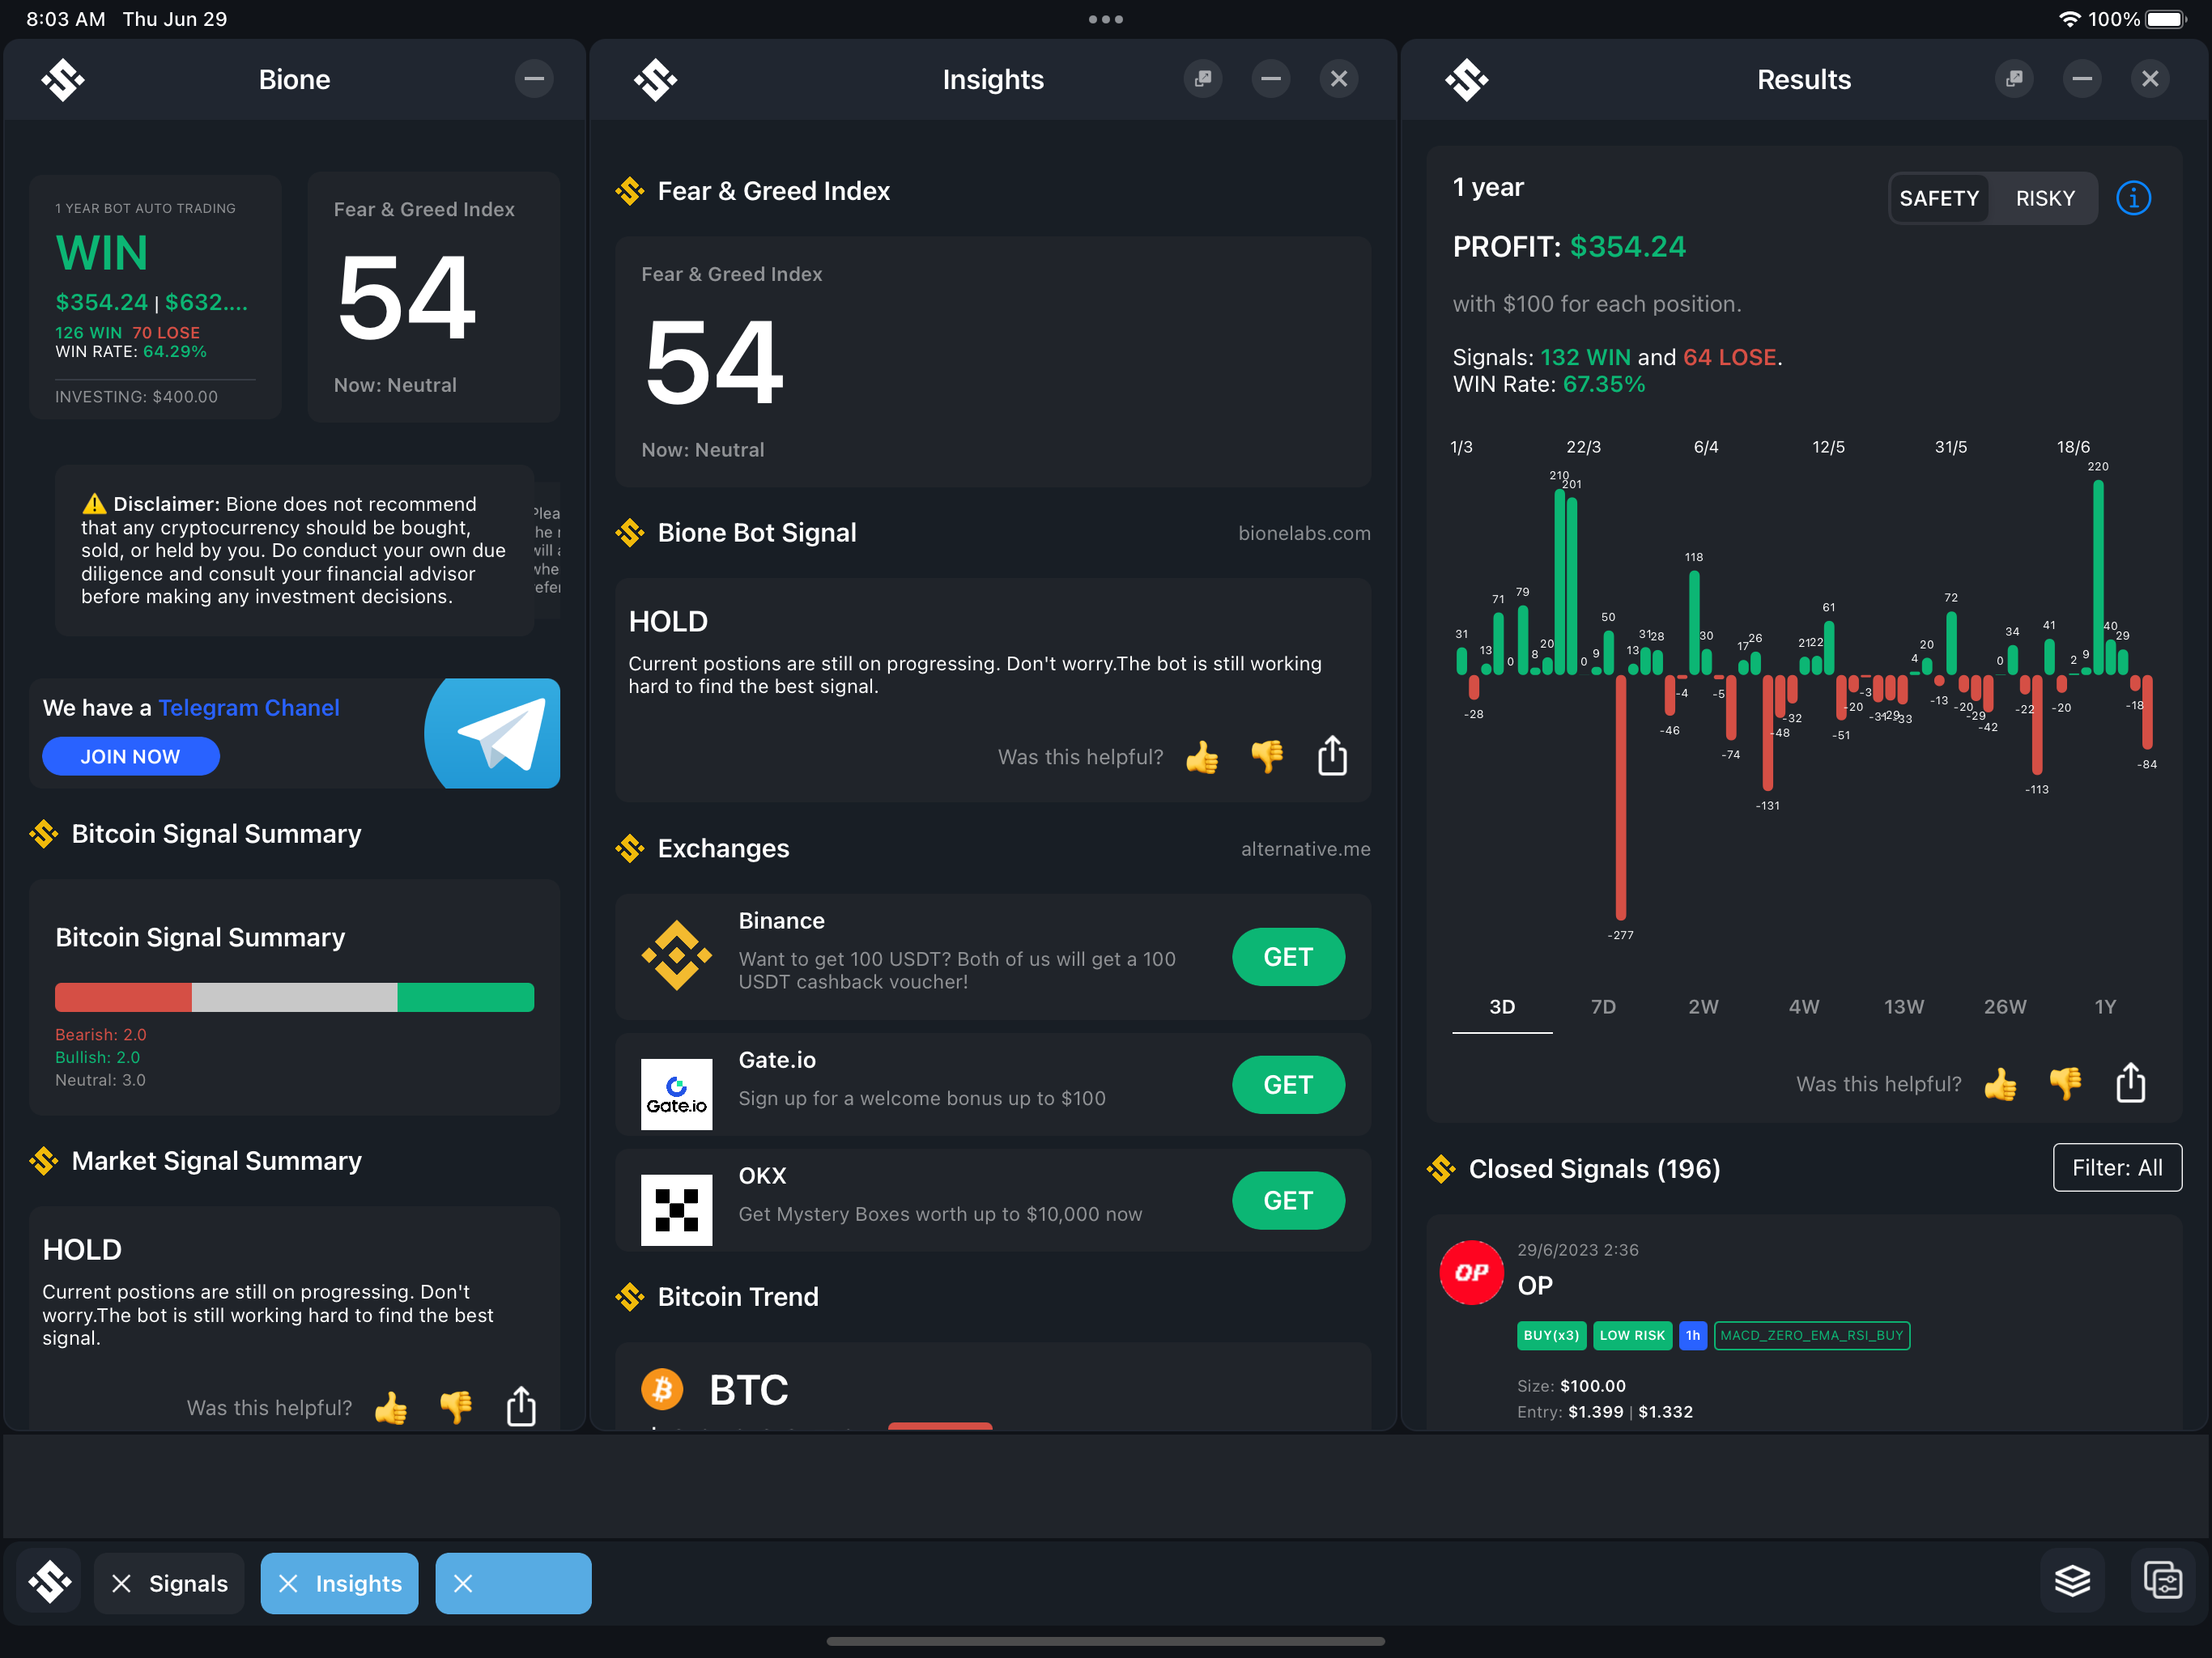 8:03 AM Thu Jun 29
100%
Bione
1 YEAR BOT AUTO TRADING
WIN
$354.24 | $632....
126 WIN 70 LOSE
WIN RATE: 64.29%
INVESTING: $400.00
Fear & Greed Index
54
Now: Neutral
⚠️ Disclaimer: Bione does not recommend
that any cryptocurrency should be bought,
sold, or held by you. Do conduct your own due
diligence and consult your financial advisor
before making any investment decisions.
We have a Telegram Chanel
JOIN NOW
Bitcoin Signal Summary
Bitcoin Signal Summary
Bearish: 2.0
Bullish: 2.0
Neutral: 3.0
Market Signal Summary
HOLD
Current postions are still on progressing. Don't
worry.The bot is still working hard to find the best
signal.
Was this helpful?
Insights
Fear & Greed Index
Fear & Greed Index
54
Now: Neutral
Bione Bot Signal
bionelabs.com
HOLD
Current postions are still on progressing. Don't worry.The bot is still working
hard to find the best signal.
Was this helpful?
Exchanges
alternative.me
Binance
Want to get 100 USDT? Both of us will get a 100
USDT cashback voucher!
GET
Gate.io
Gate.io
Sign up for a welcome bonus up to $100
GET
OKX
Get Mystery Boxes worth up to $10,000 now
GET
Bitcoin Trend
BTC
Results
1 year
SAFETY RISKY
PROFIT: $354.24
with $100 for each position.
Signals: 132 WIN and 64 LOSE.
WIN Rate: 67.35%
1/3 22/3 6/4 12/5 31/5 18/6
31 -28 13 71 0 79 8 20 210 201 0 9 50 -277 13 31 28 -46 -4 118 30 -5 -74 17 26 -131 -48 -32 21 22 61 -51 -20 -3 -31 -29 -33 4 20 -13 72 -20 -29 -42 0 34 -22 -113 41 -20 2 9 220 40 29 -18 -84
3D 7D 2W 4W 13W 26W 1Y
Was this helpful?
Closed Signals (196)
Filter: All
OP
29/6/2023 2:36
OP
BUY(x3) LOW RISK 1h MACD_ZERO_EMA_RSI_BUY
Size: $100.00
Entry: $1.399 | $1.332
Signals
Insights